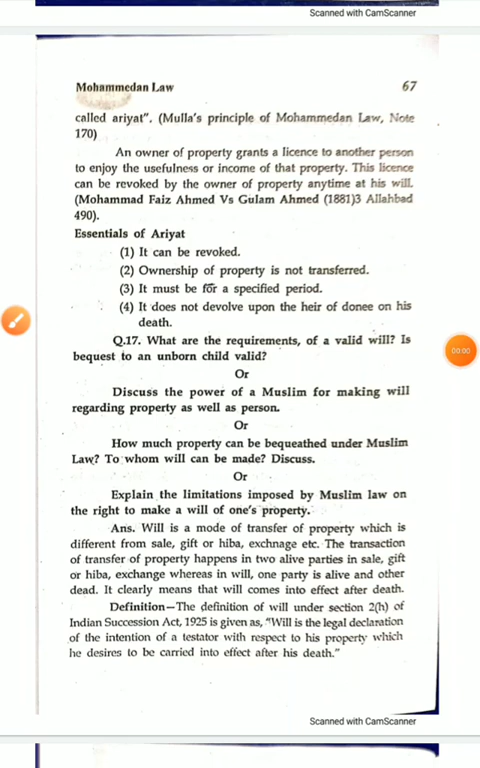 Scanned with CamScanner
Mohammedan Law 67
called ariyat". (Mulla's principle of Mohammedan Law, Note
170)
An owner of property grants a licence to another person
to enjoy the usefulness or income of that property. This licence
can be revoked by the owner of property anytime at his will.
(Mohammad Faiz Ahmed Vs Gulam Ahmed (1881)3 Allahbad
490).
Essentials of Ariyat
(1) It can be revoked.
(2) Ownership of property is not transferred.
(3) It must be for a specified period.
(4) It does not devolve upon the heir of donee on his
death.
Q.17. What are the requirements, of a valid will? Is
bequest to an unborn child valid?
Or
Discuss the power of a Muslim for making will
regarding property as well as person.
Or
How much property can be bequeathed under Muslim
Law? To whom will can be made? Discuss.
Or
Explain the limitations imposed by Muslim law on
the right to make a will of one's property.
Ans. Will is a mode of transfer of property which is
different from sale, gift or hiba, exchnage etc. The transaction
of transfer of property happens in two alive parties in sale, gift
or hiba, exchange whereas in will, one party is alive and other
dead. It clearly means that will comes into effect after death.
Definition—The definition of will under section 2(h) of
Indian Succession Act, 1925 is given as, "Will is the legal declaration
of the intention of a testator with respect to his property which
he desires to be carried into effect after his death."
Scanned with CamScanner
00:00